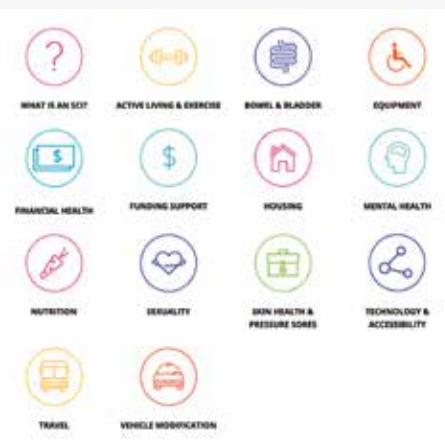 ?
WHAT IS AN SCI?
ACTIVE LIVING & EXERCISE
BOWEL & BLADDER
EQUIPMENT
$
$
FINANCIAL HEALTH
FUNDING SUPPORT
HOUSING
MENTAL HEALTH
NUTRITION
SEXUALITY
SKIN HEALTH &
PRESSURE SORES
TECHNOLOGY &
ACCESSIBILITY
TRAVEL
VEHICLE MODIFICATION